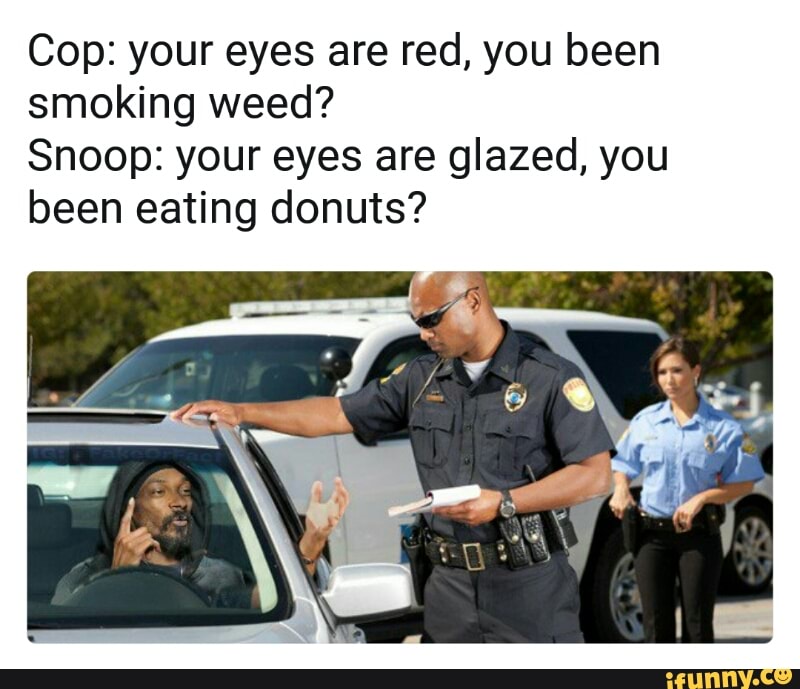 Cop: your eyes are red, you been
smoking weed?
Snoop: your eyes are glazed, you
been eating donuts?
ifunny.co